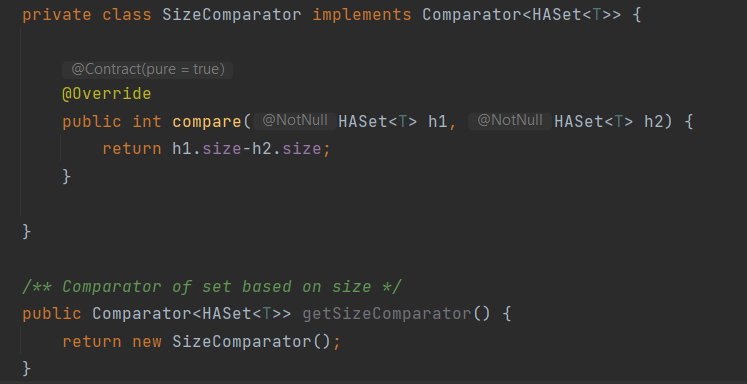 private class SizeComparator implements Comparator<HASet<T>> {
@Contract(pure = true)
@Override
public int compare(@NotNull HASet<T> h1, @NotNull HASet<T> h2) {
return h1.size-h2.size;
}
}
/** Comparator of set based on size */
public Comparator<HASet<T>> getSizeComparator() {
return new SizeComparator();
}